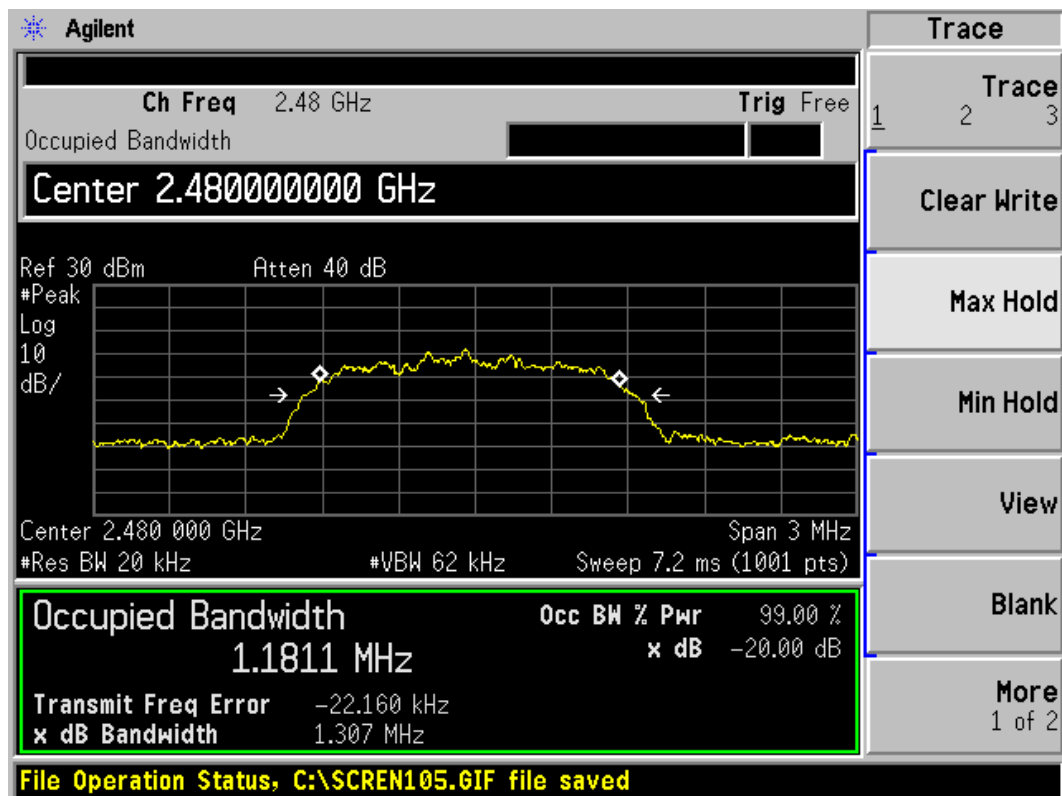 Agilent
Trace
Ch Freq 2.48 GHz Trig Free
Occupied Bandwidth
Center 2.480000000 GHz
Ref 30 dBm Atten 40 dB
#Peak
Log
10
dB/
Center 2.480 000 GHz Span 3 MHz
#Res BW 20 kHz #VBW 62 kHz Sweep 7.2 ms (1001 pts)
Occupied Bandwidth
1.1811 MHz
Occ BW % Pwr 99.00 %
x dB -20.00 dB
Transmit Freq Error -22.160 kHz
x dB Bandwidth 1.307 MHz
File Operation Status, C:\SCREN105.GIF file saved
Trace
1 2 3
Clear Write
Max Hold
Min Hold
View
Blank
More
1 of 2